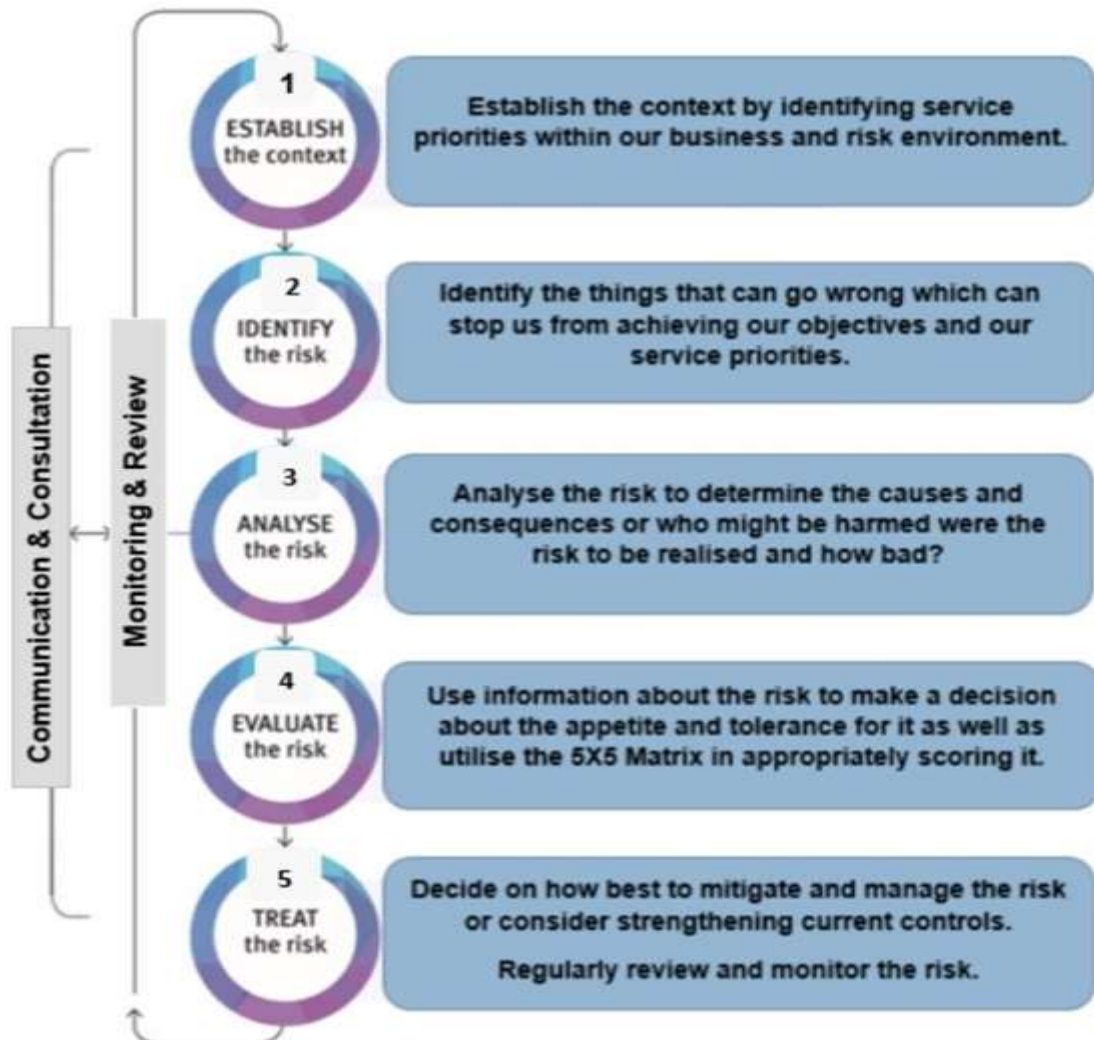 Communication & Consultation
Monitoring & Review
1
ESTABLISH
the context
Establish the context by identifying service
priorities within our business and risk environment.
2
IDENTIFY
the risk
Identify the things that can go wrong which can
stop us from achieving our objectives and our
service priorities.
3
ANALYSE
the risk
Analyse the risk to determine the causes and
consequences or who might be harmed were the
risk to be realised and how bad?
4
EVALUATE
the risk
Use information about the risk to make a decision
about the appetite and tolerance for it as well as
utilise the 5X5 Matrix in appropriately scoring it.
5
TREAT
the risk
Decide on how best to mitigate and manage the risk
or consider strengthening current controls.
Regularly review and monitor the risk.